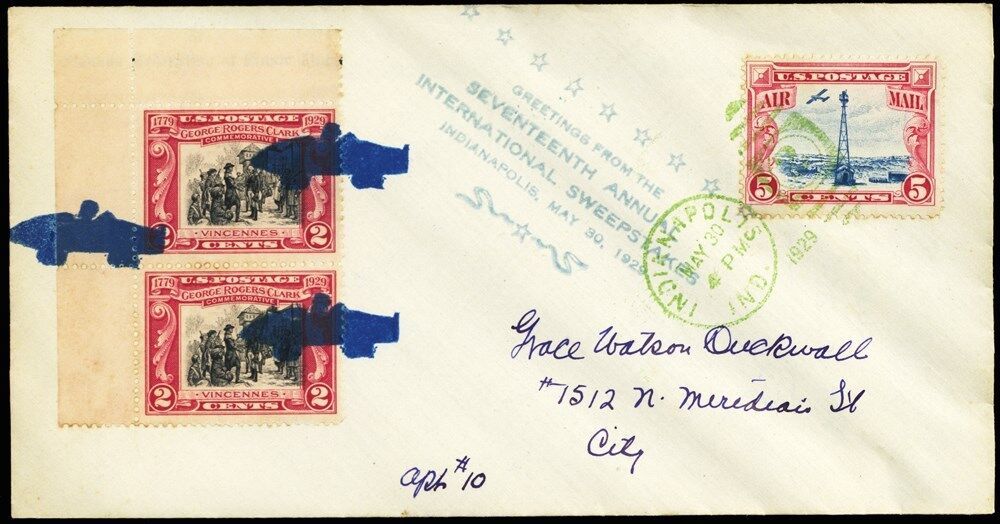 1779 U.S. POSTAGE 1929
GEORGE ROGERS CLARK
COMMEMORATIVE
VINCENNES
2 CENTS 2
1779 U.S. POSTAGE 1929
GEORGE ROGERS CLARK
COMMEMORATIVE
VINCENNES
2 CENTS 2
GREETINGS FROM THE
SEVENTEENTH ANNUAL
INTERNATIONAL SWEEPSTAKES
INDIANAPOLIS, MAY 30, 1929
U.S. POSTAGE
AIR MAIL
5 CENTS 5
INDIANAPOLIS
MAY 30
4 PM
IND.
1929
Grace Watson Duckwall
#1512 N. Meridian St
City
Apt #10